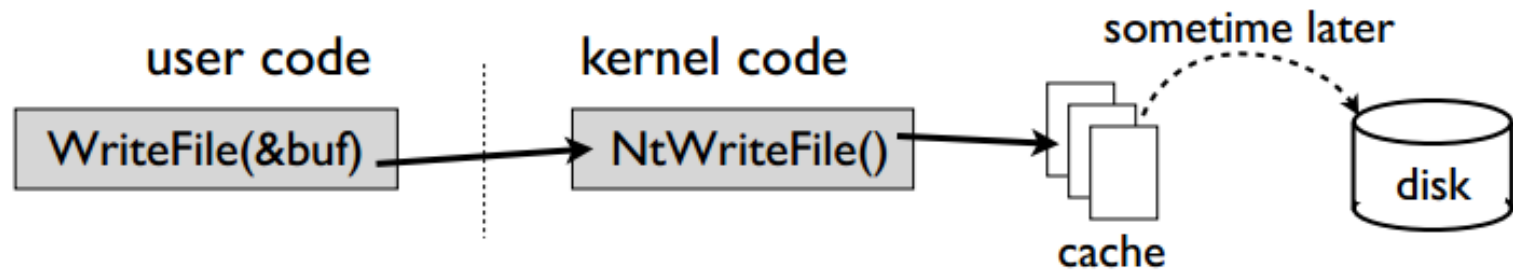 sometime later
user code
kernel code
WriteFile(&buf)
NtWriteFile()
disk
cache